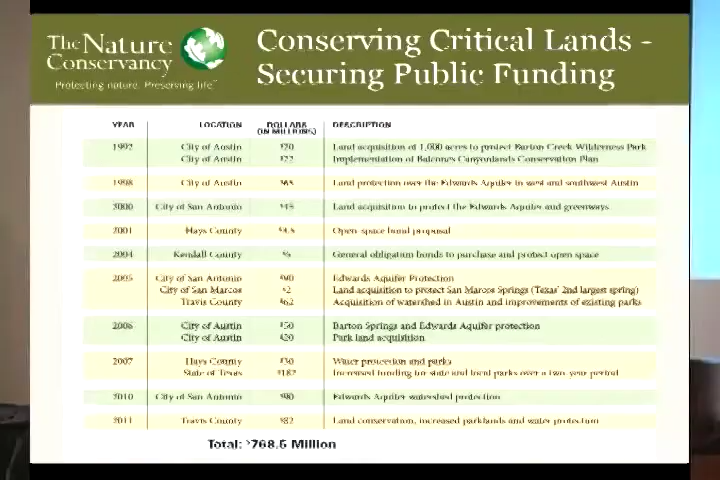 The Nature Conservancy
Protecting nature. Preserving life™
Conserving Critical Lands -
Securing Public Funding
YEAR LOCATION DOLLARS (IN MILLIONS) DESCRIPTION
1992 City of Austin $20 Land acquisition of 1,000 acres to protect Barton Creek Wilderness Park
City of Austin $22 Implementation of Balcones Canyonlands Conservation Plan
1998 City of Austin $65 Land protection over the Edwards Aquifer in west and southwest Austin
2000 City of San Antonio $45 Land acquisition to protect the Edwards Aquifer and greenways
2001 Hays County Open space bond proposal
2004 Kendall County $5 General obligation bonds to purchase and protect open space
2005 City of San Antonio $90 Edwards Aquifer Protection
City of San Marcos $2 Land acquisition to protect San Marcos Springs (Texas' 2nd largest spring)
Travis County $62 Acquisition of watershed in Austin and improvements of existing parks
2006 City of Austin $50 Barton Springs and Edwards Aquifer protection
City of Austin $20 Park land acquisition
2007 Hays County $30 Water protection and parks
State of Texas $182 Increased funding for state and local parks over a two-year period
2010 City of San Antonio $90 Edwards Aquifer watershed protection
2011 Travis County $82 Land conservation, increased parklands and water protection
Total: $768.6 Million